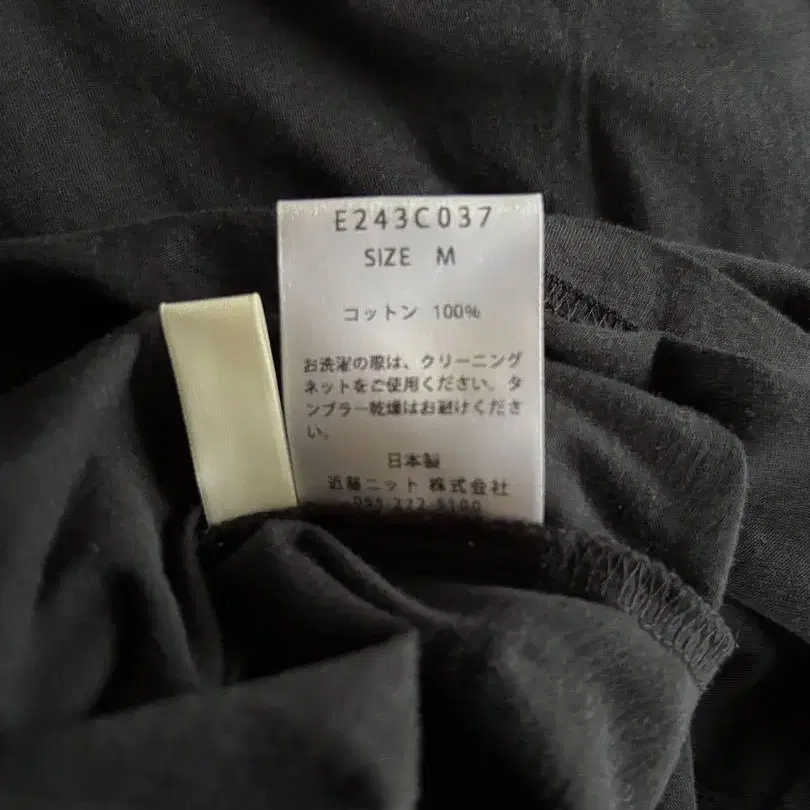 E243C037
SIZE M
コットン 100%
お洗濯の際は、クリーニング
ネットをご使用ください。タ
ンブラー乾燥はお避けくださ
い。
日本製
近藤ニット 株式会社